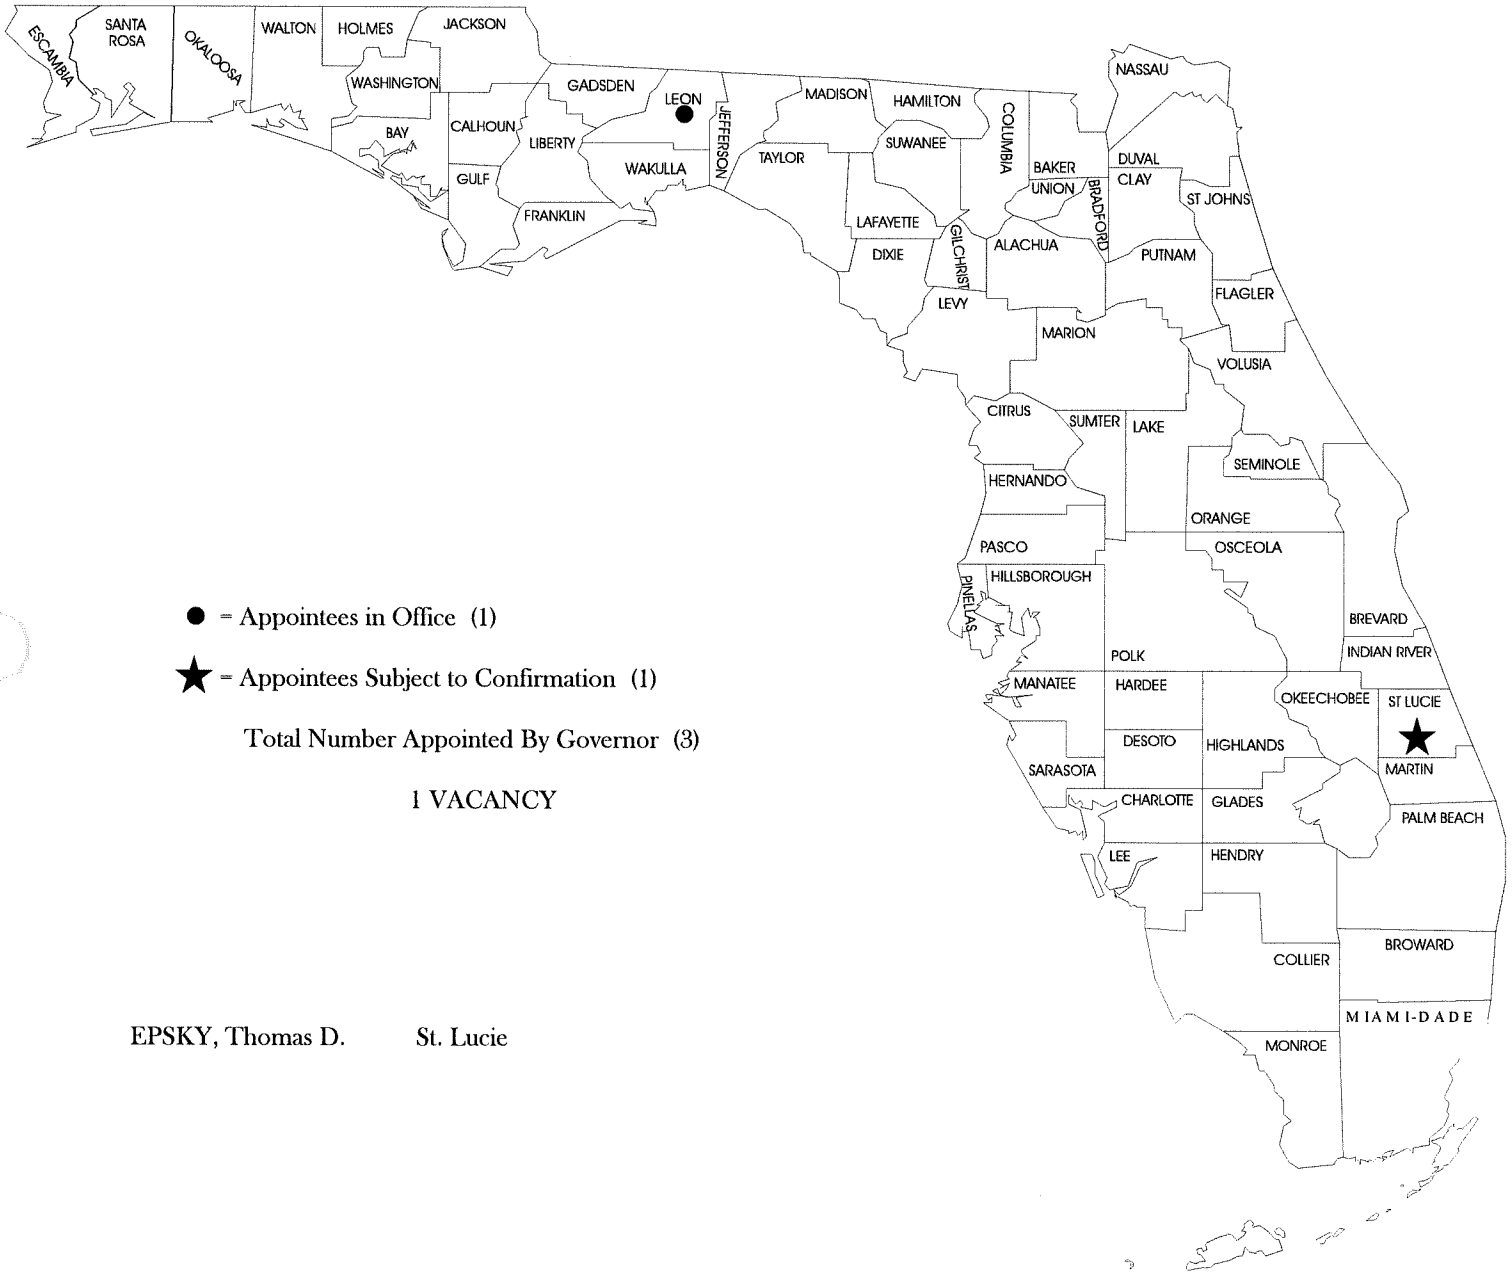 ESCAMBIA
SANTA
ROSA
OKALOOSA
WALTON
HOLMES
JACKSON
WASHINGTON
BAY
CALHOUN
GULF
GADSDEN
LIBERTY
FRANKLIN
LEON
WAKULLA
JEFFERSON
MADISON
TAYLOR
HAMILTON
SUWANEE
LAFAYETTE
DIXIE
COLUMBIA
GILCHRIST
LEVY
NASSAU
BAKER
UNION
BRADFORD
DUVAL
CLAY
ST JOHNS
ALACHUA
PUTNAM
FLAGLER
MARION
VOLUSIA
CITRUS
SUMTER
LAKE
SEMINOLE
HERNANDO
ORANGE
PASCO
OSCEOLA
PINELLAS
HILLSBOROUGH
POLK
BREVARD
INDIAN RIVER
MANATEE
HARDEE
OKEECHOBEE
ST LUCIE
DESOTO
HIGHLANDS
SARASOTA
MARTIN
CHARLOTTE
GLADES
PALM BEACH
LEE
HENDRY
COLLIER
BROWARD
MIAMI-DADE
MONROE
● = Appointees in Office (1)
★ = Appointees Subject to Confirmation (1)
Total Number Appointed By Governor (3)
1 VACANCY
EPSKY, Thomas D. St. Lucie